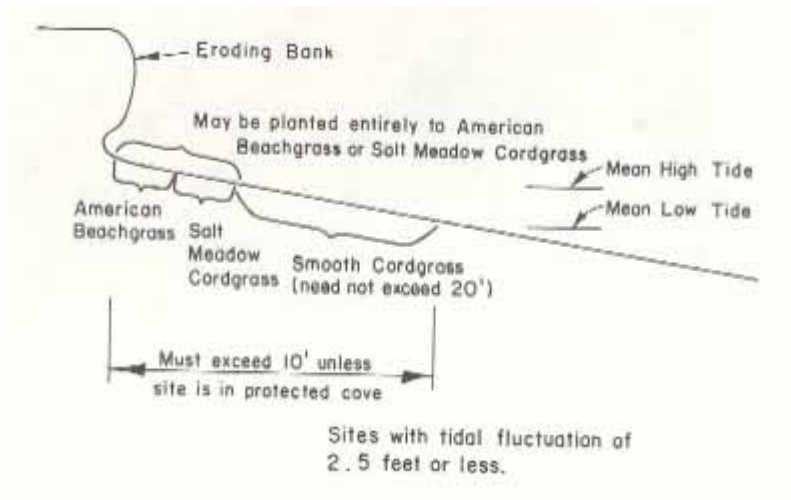 Eroding Bank
May be planted entirely to American
Beachgrass or Salt Meadow Cordgrass
Mean High Tide
Mean Low Tide
American
Beachgrass
Salt
Meadow
Cordgrass
Smooth Cordgrass
(need not exceed 20')
Must exceed 10' unless
site is in protected cove
Sites with tidal fluctuation of
2.5 feet or less.